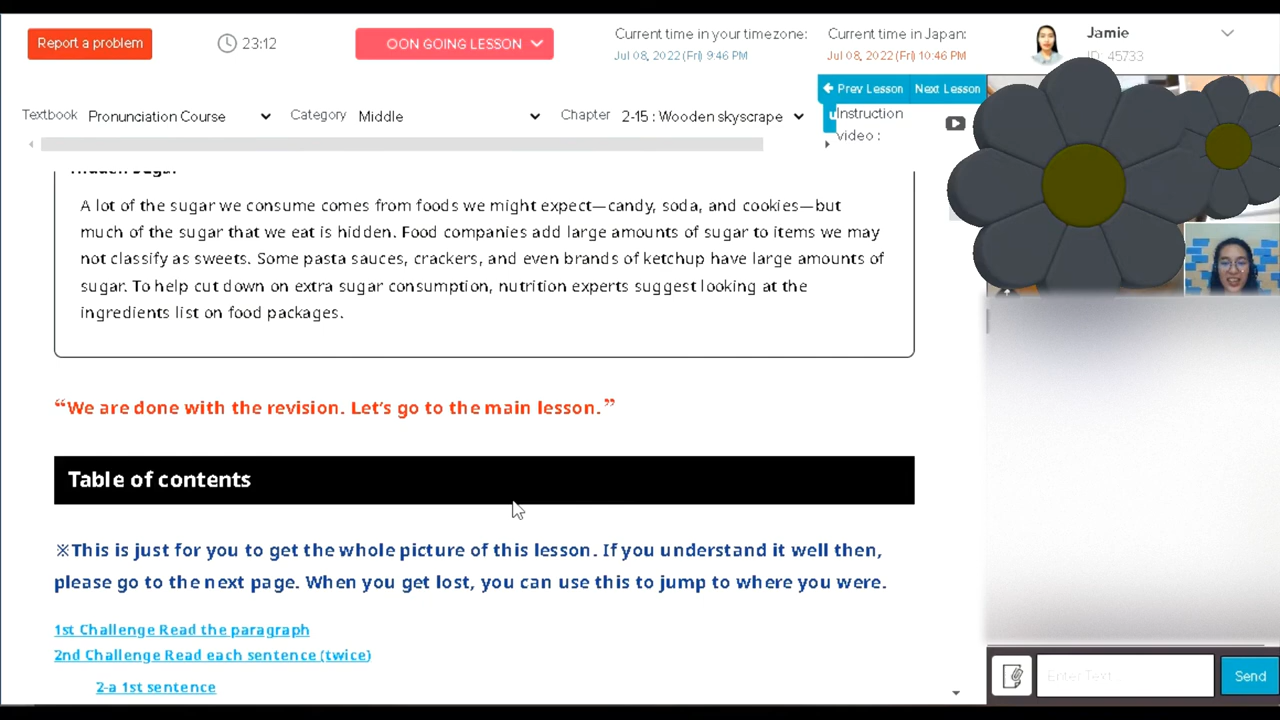 Report a problem
23:12
OON GOING LESSON
Current time in your timezone:
Jul 08, 2022 (Fri) 9:46 PM
Current time in Japan:
Jul 08, 2022 (Fri) 10:46 PM
Jamie
ID: 45733
Prev Lesson
Next Lesson
Textbook Pronunciation Course
Category Middle
Chapter 2-15 : Wooden skyscrape
u
Instruction
video :
Hidden Sugar
A lot of the sugar we consume comes from foods we might expect—candy, soda, and cookies—but
much of the sugar that we eat is hidden. Food companies add large amounts of sugar to items we may
not classify as sweets. Some pasta sauces, crackers, and even brands of ketchup have large amounts of
sugar. To help cut down on extra sugar consumption, nutrition experts suggest looking at the
ingredients list on food packages.
“We are done with the revision. Let’s go to the main lesson.”
Table of contents
※This is just for you to get the whole picture of this lesson. If you understand it well then,
please go to the next page. When you get lost, you can use this to jump to where you were.
1st Challenge Read the paragraph
2nd Challenge Read each sentence (twice)
2-a 1st sentence
Enter Text
Send